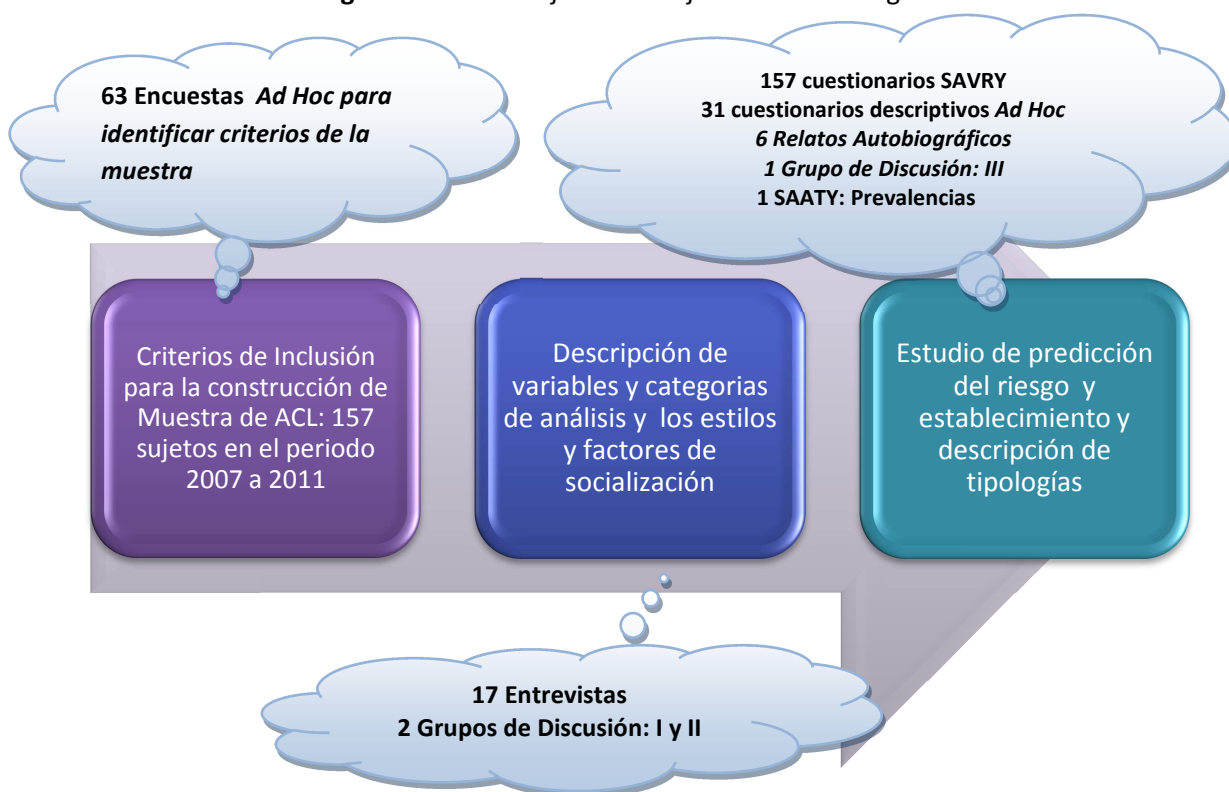 63 Encuestas Ad Hoc para
identificar criterios de la
muestra
157 cuestionarios SAVRY
31 cuestionarios descriptivos Ad Hoc
6 Relatos Autobiográficos
1 Grupo de Discusión: III
1 SAATY: Prevalencias
Criterios de Inclusión
para la construcción de
Muestra de ACL: 157
sujetos en el periodo
2007 a 2011
Descripción de
variables y categorias
de análisis y los estilos
y factores de
socialización
Estudio de predicción
del riesgo y
establecimiento y
descripción de
tipologías
17 Entrevistas
2 Grupos de Discusión: I y II